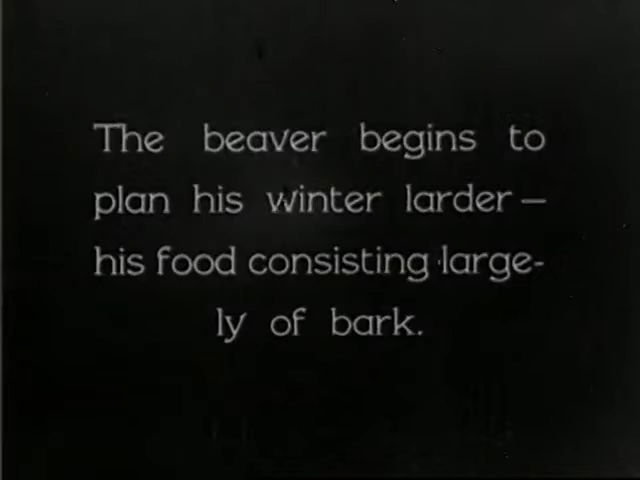 The beaver begins to
plan his winter larder —
his food consisting large-
ly of bark.